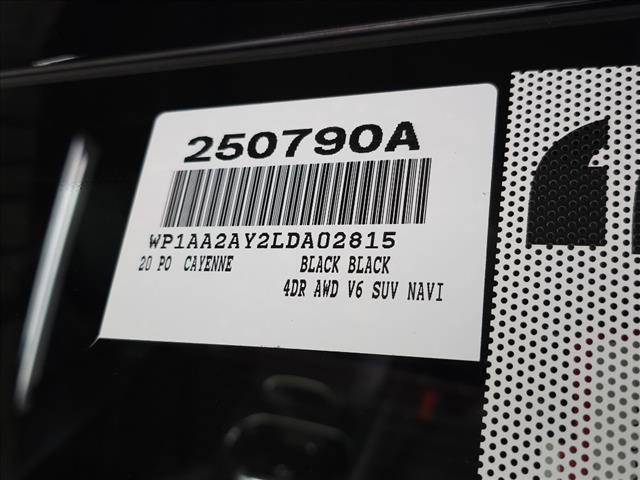 250790A
WP1AA2AY2LDA02815
20 PO CAYENNE BLACK BLACK
4DR AWD V6 SUV NAVI